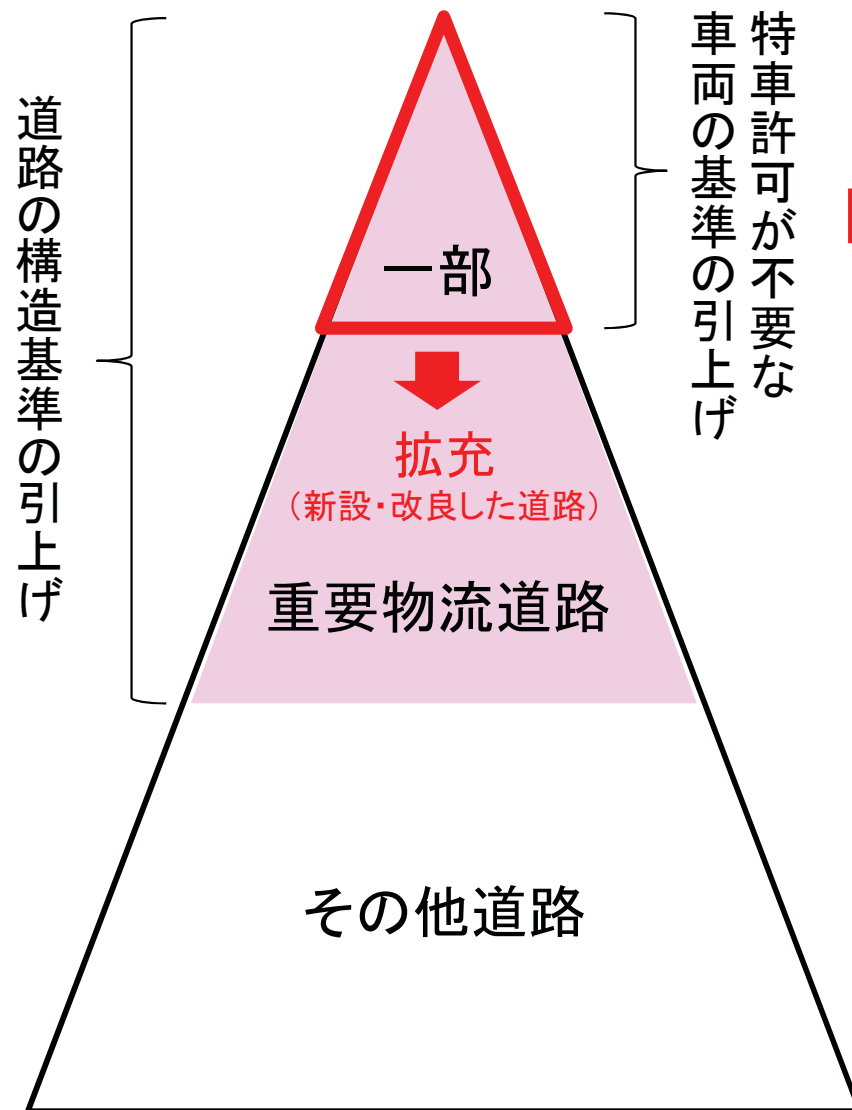 特車許可が不要な
車両の基準の引上げ
道路の構造基準の引上げ
一部
拡充
（新設・改良した道路）
重要物流道路
その他道路